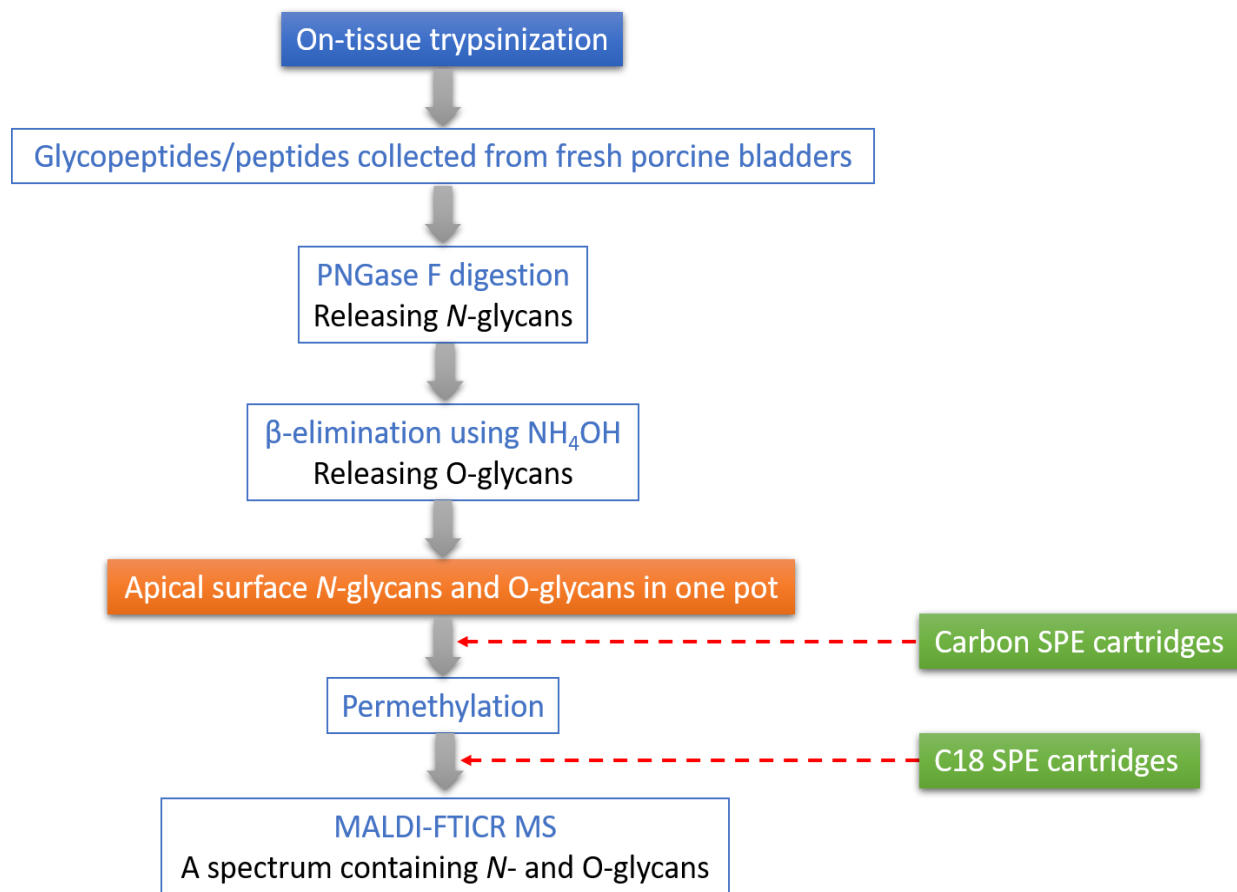 On-tissue trypsinization
Glycopeptides/peptides collected from fresh porcine bladders
PNGase F digestion
Releasing N-glycans
β-elimination using NH₄OH
Releasing O-glycans
Apical surface N-glycans and O-glycans in one pot
Carbon SPE cartridges
Permethylation
C18 SPE cartridges
MALDI-FTICR MS
A spectrum containing N- and O-glycans